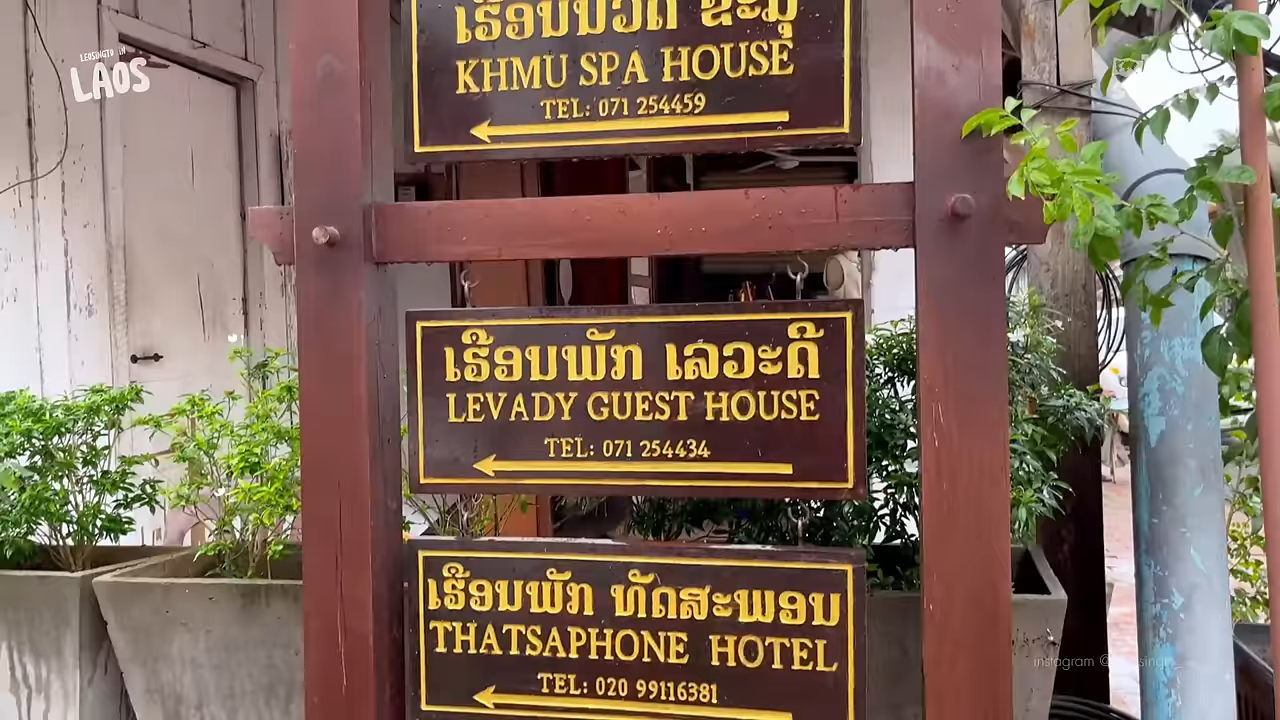 LEOSINGTO IN
LAOS
ເຮືອນນວດ ຂະມຸ
KHMU SPA HOUSE
TEL: 071 254459
ເຮືອນພັກ ເລວະດີ
LEVADY GUEST HOUSE
TEL: 071 254434
ເຮືອນພັກ ທັດສະພອນ
THATSAPHONE HOTEL
TEL: 020 99116381
instagram